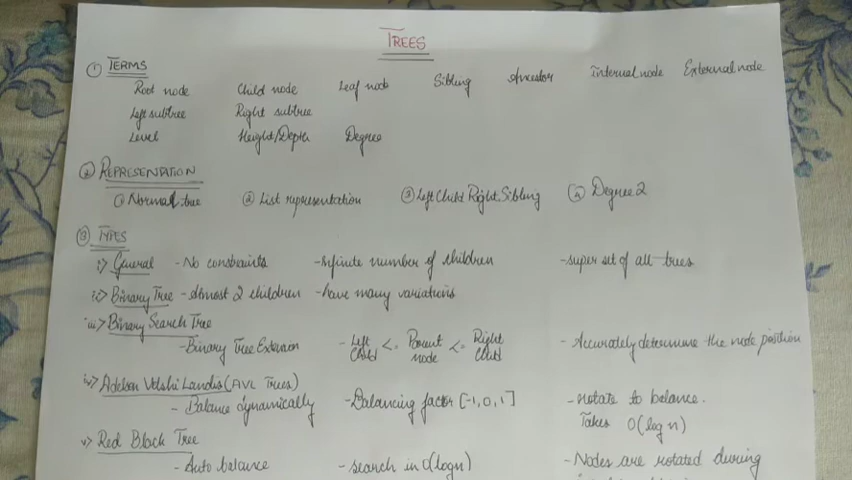 TREES
① TERMS
Root node Child node Leaf node Sibling Ancestor Internal node External node
Left subtree Right subtree
Level Height/Depth Degree
② REPRESENTATION
① Normal tree ② List representation ③ Left Child Right Sibling Degree 2
③ TYPES
i) General - No constraints - Infinite number of children - super set of all trees
ii) Binary Tree - Atmost 2 children - have many variations
iii) Binary Search Tree
- Binary Tree Extension - Left Child <= Parent node <= Right Child - Accurately determine the node position
iv) Adelson Velshi Landis (AVL Trees)
- Balance dynamically - Balancing factor [-1, 0, 1] - rotate to balance.
Takes O(log n)
v) Red Black Tree
- Auto balance - search in O(logn) - Nodes are rotated during